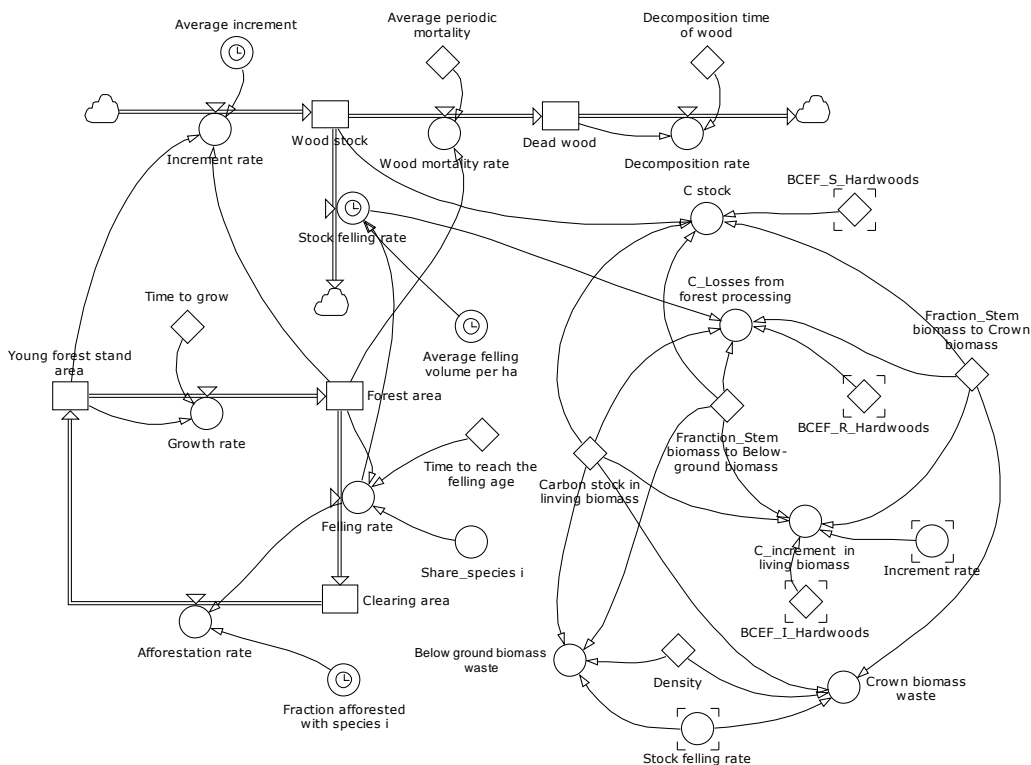 Average increment
Average periodic
mortality
Decomposition time
of wood
Wood stock
Dead wood
Increment rate
Wood mortality rate
Decomposition rate
BCEF_S_Hardwoods
C stock
Stock felling rate
C_Losses from
forest processing
Time to grow
Fraction_Stem
biomass to Crown
biomass
Average felling
volume per ha
Young forest stand
area
Forest area
BCEF_R_Hardwoods
Growth rate
Franction_Stem
biomass to Below-
ground biomass
Time to reach the
felling age
Carbon stock in
linving biomass
Felling rate
C_increment in
living biomass
Share_species i
Increment rate
Clearing area
BCEF_I_Hardwoods
Afforestation rate
Below ground biomass
waste
Density
Crown biomass
waste
Fraction afforested
with species i
Stock felling rate